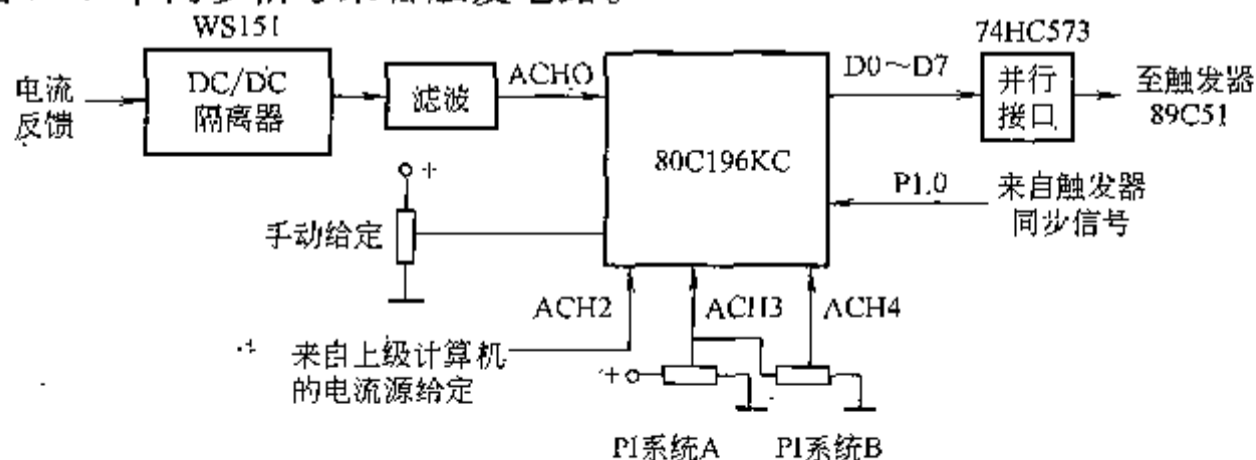 WS151
74HC573
电流
反馈
DC/DC
隔离器
滤波
ACHO
80C196KC
D0～D7
并行
接口
至触发器
89C51
P1.0
来自触发器
同步信号
+
手动给定
ACH2
ACH3
ACH4
来自上级计算机
的电流源给定
+
PI系统A
PI系统B